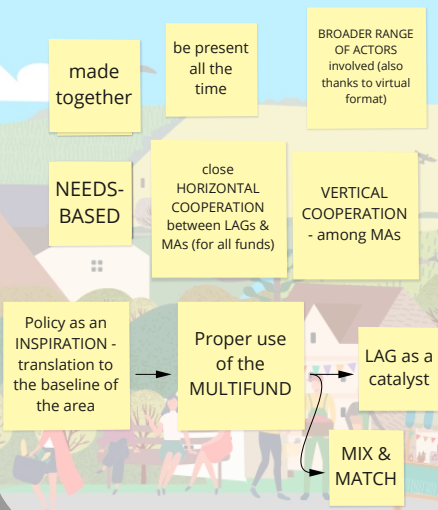 made
together
be present
all the
time
BROADER RANGE
OF ACTORS
involved (also
thanks to virtual
format)
NEEDS-
BASED
close
HORIZONTAL
COOPERATION
between LAGs &
MAs (for all funds)
VERTICAL
COOPERATION
- among MAs
Policy as an
INSPIRATION -
translation to
the baseline of
the area
Proper use
of the
MULTIFUND
LAG as a
catalyst
MIX &
MATCH